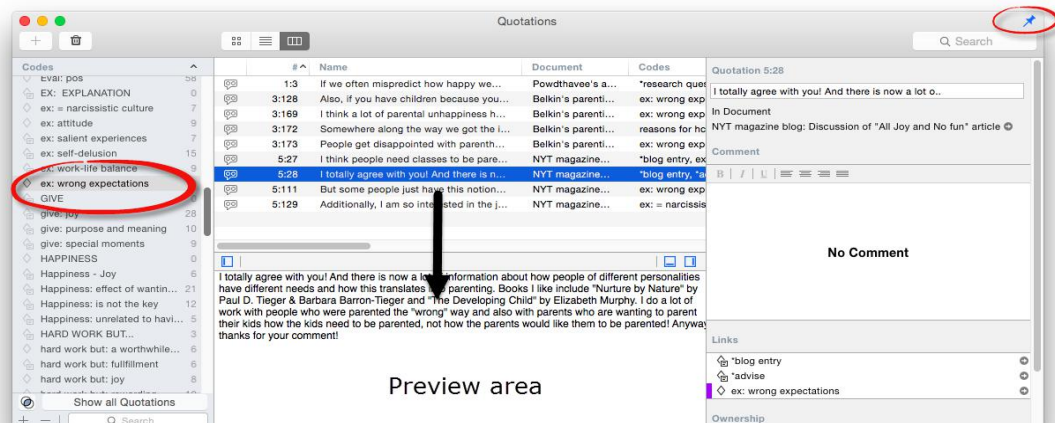 Quotations
Search
Codes
Eval: pos 58
EX: EXPLANATION 0
ex: = narcissistic culture 7
ex: attitude 9
ex: salient experiences 7
ex: self-delusion 15
ex: work-life balance 9
ex: wrong expectations
GIVE
give: joy 28
give: purpose and meaning 10
give: special moments 9
HAPPINESS 0
Happiness - Joy 6
Happiness: effect of wantin... 21
Happiness: is not the key 12
Happiness: unrelated to havi... 5
HARD WORK BUT... 3
hard work but: a worthwhile... 6
hard work but: fullfillment 6
hard work but: joy 8
Show all Quotations
Search
# Name Document Codes
1:3 If we often mispredict how happy we... Powdthavee's a... *research ques
3:128 Also, if you have children because you... Belkin's parenti... ex: wrong exp
3:169 I think a lot of parental unhappiness h... Belkin's parenti... ex: wrong exp
3:172 Somewhere along the way we got the i... Belkin's parenti... reasons for ho
3:173 People get disappointed with parenth... Belkin's parenti... ex: wrong exp
5:27 I think people need classes to be pare... NYT magazine... *blog entry, ex
5:28 I totally agree with you! And there is n... NYT magazine... *blog entry, *a
5:111 But some people just have this notion... NYT magazine... ex: wrong exp
5:129 Additionally, I am so interested in the j... NYT magazine... ex: = narcissis
I totally agree with you! And there is now a lot of information about how people of different personalities
have different needs and how this translates into parenting. Books I like include "Nurture by Nature" by
Paul D. Tieger & Barbara Barron-Tieger and "The Developing Child" by Elizabeth Murphy. I do a lot of
work with people who were parented the "wrong" way and also with parents who are wanting to parent
their kids how the kids need to be parented, not how the parents would like them to be parented! Anyway
thanks for your comment!
Preview area
Quotation 5:28
I totally agree with you! And there is now a lot o..
In Document
NYT magazine blog: Discussion of "All Joy and No fun" article
Comment
B I U
No Comment
Links
*blog entry
*advise
ex: wrong expectations
Ownership